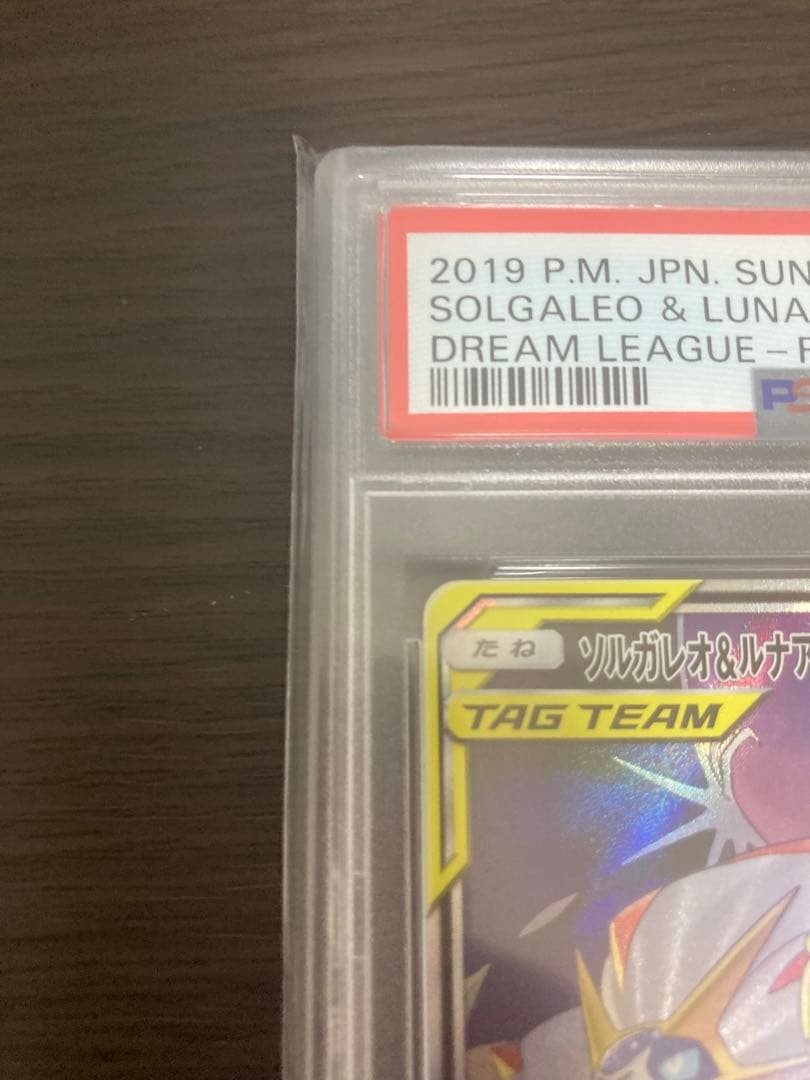 2019 P.M. JPN. SUN
SOLGALEO & LUNA
DREAM LEAGUE-
PS
たね
ソルガレオ&ルナア
TAG TEAM